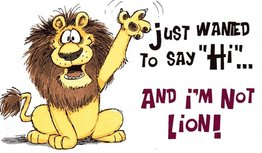 JUST WANTED
TO SAY "Hi"...
AND i'M NOT
LiON!